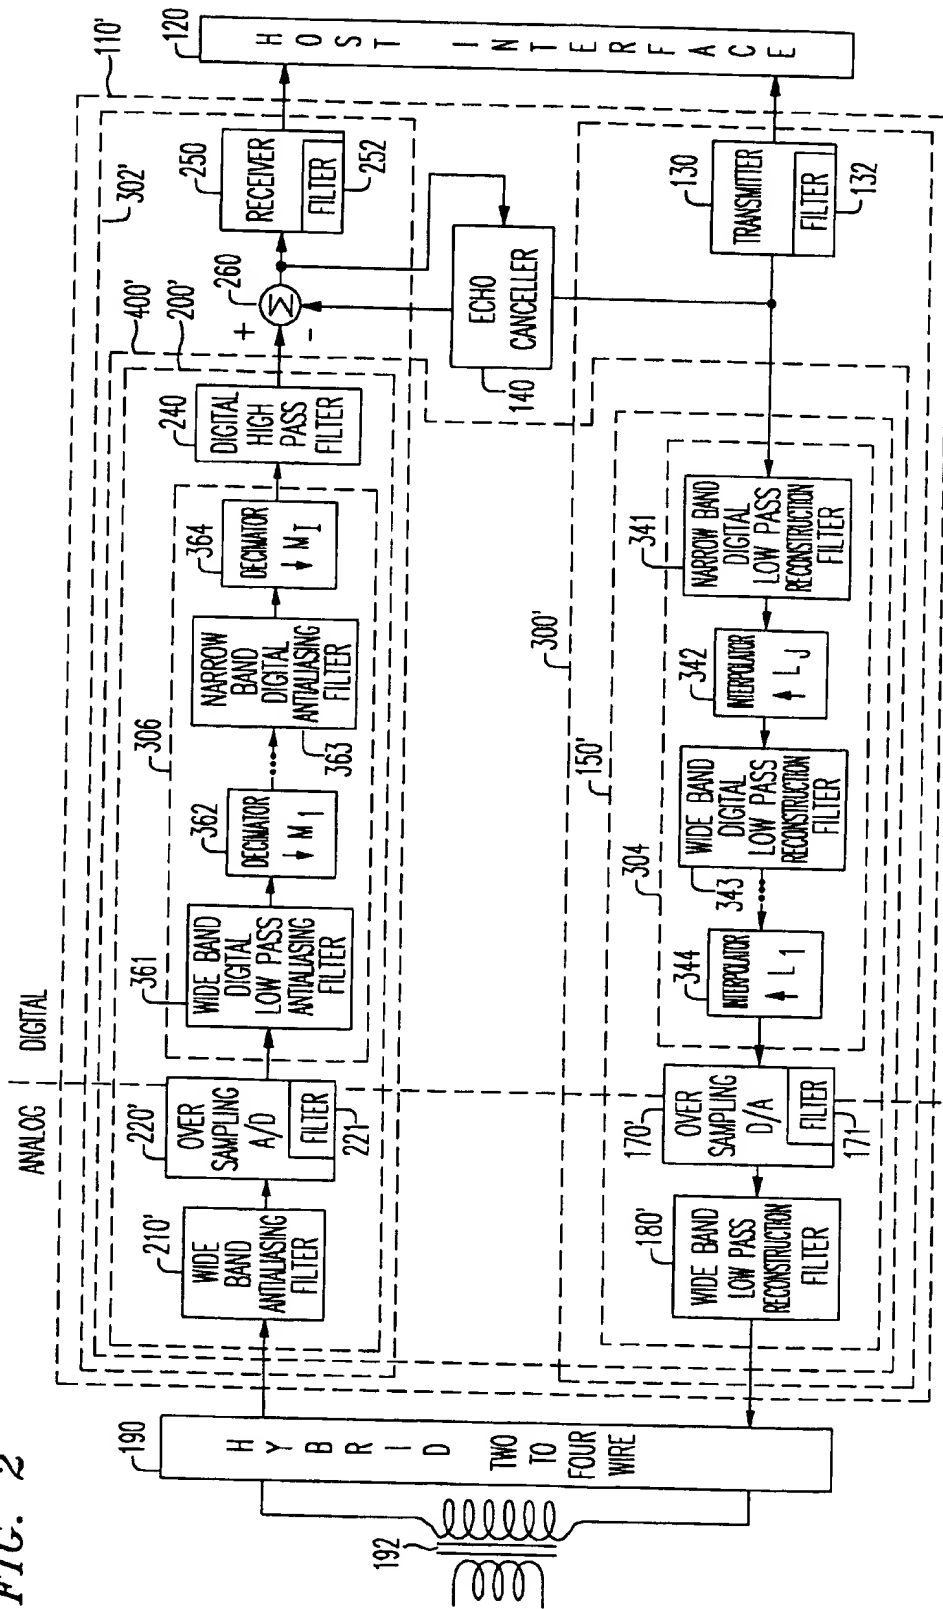 FIG. 2
ANALOG
DIGITAL
110'
302'
400'
200'
190
HYBRID
TWO
TO
FOUR
WIRE
192
210'
WIDE
BAND
ANTIALIASING
FILTER
220'
OVER
SAMPLING
A/D
FILTER
221
306
361
WIDE BAND
DIGITAL
LOW PASS
ANTIALIASING
FILTER
362
DECIMATOR
↓ M1
363
NARROW
BAND
DIGITAL
ANTIALIASING
FILTER
364
DECIMATOR
↓ MI
240
DIGITAL
HIGH
PASS
FILTER
260
+
Σ
-
250
RECEIVER
FILTER
252
120
HOST INTERFACE
140
ECHO
CANCELLER
300'
150'
180'
WIDE BAND
LOW PASS
RECONSTRUCTION
FILTER
170'
OVER
SAMPLING
D/A
FILTER
171
304
344
INTERPOLATOR
↑ L1
343
WIDE BAND
DIGITAL
LOW PASS
RECONSTRUCTION
FILTER
342
INTERPOLATOR
↑ LJ
341
NARROW BAND
DIGITAL
LOW PASS
RECONSTRUCTION
FILTER
130
TRANSMITTER
FILTER
132